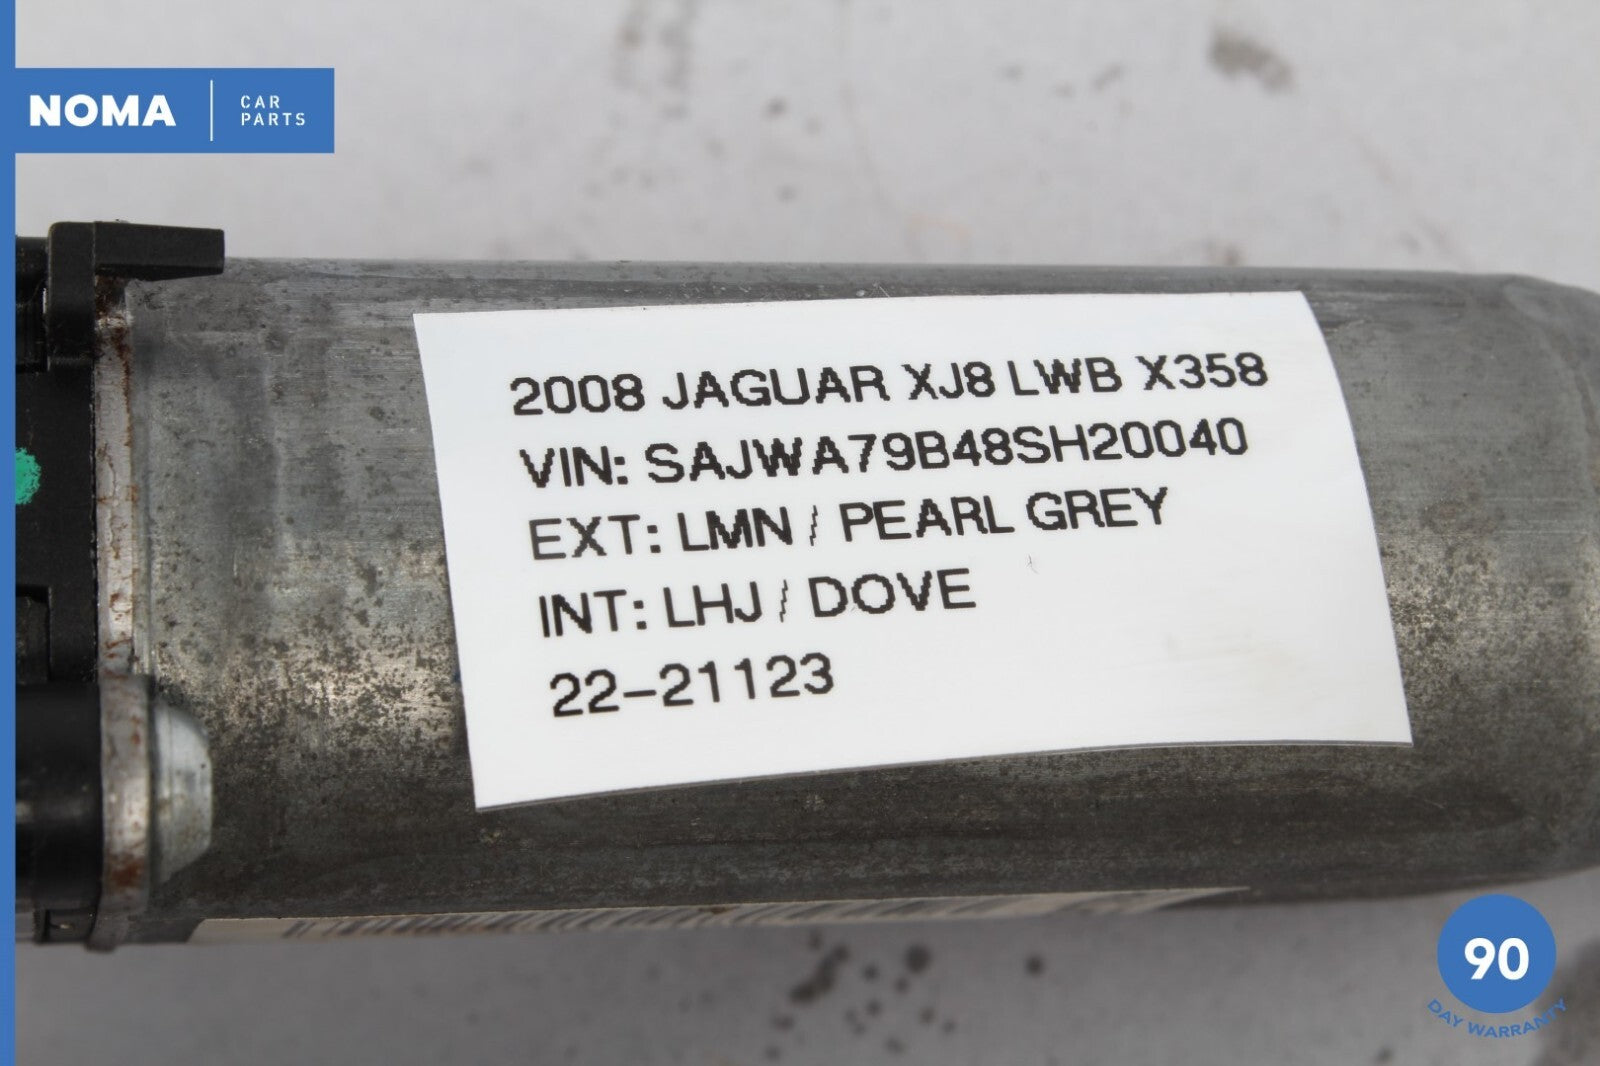 NOMA
CAR
PARTS
2008 JAGUAR XJ8 LWB X358
VIN: SAJWA79B48SH20040
EXT: LMN / PEARL GREY
INT: LHJ / DOVE
22-21123
90
DAY WARRANTY